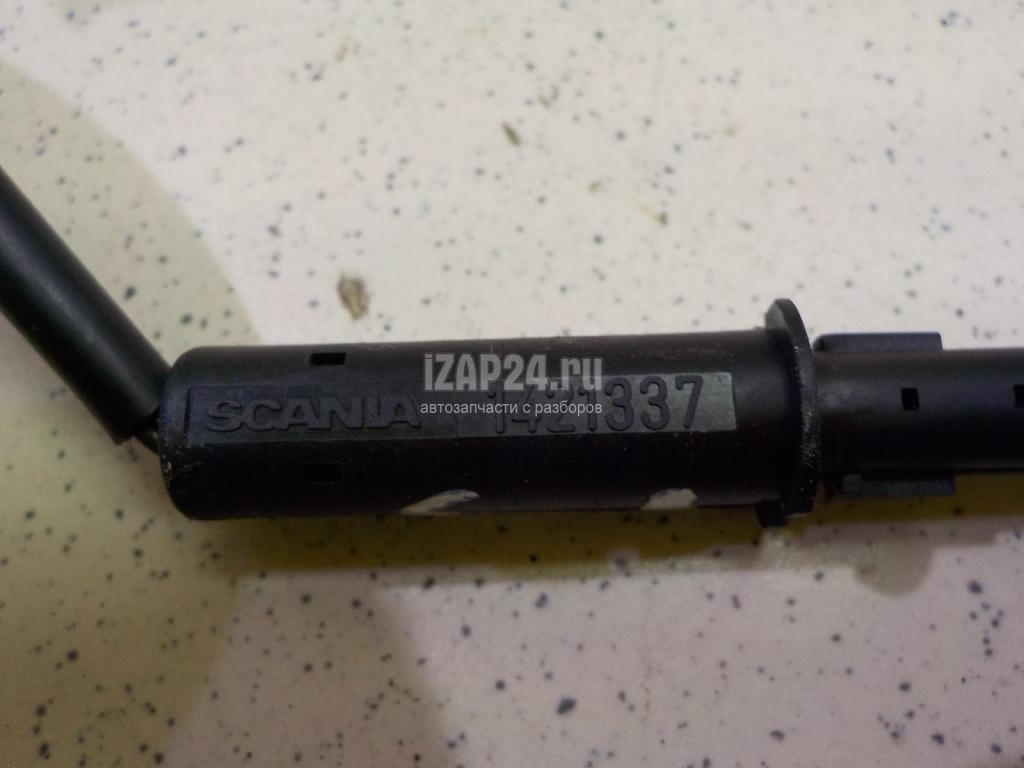 iZAP24.ru
SCANIA 1421337
автозапчасти с разборов